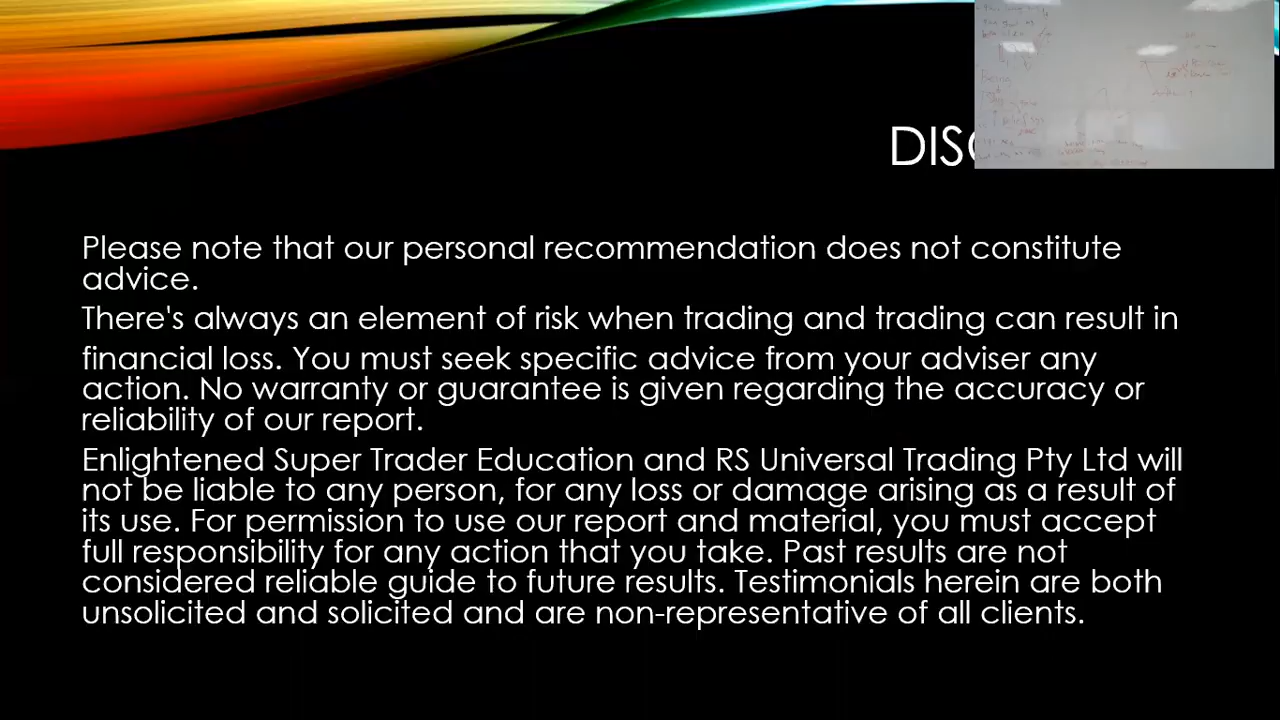 DISC
Please note that our personal recommendation does not constitute
advice.
There's always an element of risk when trading and trading can result in
financial loss. You must seek specific advice from your adviser any
action. No warranty or guarantee is given regarding the accuracy or
reliability of our report.
Enlightened Super Trader Education and RS Universal Trading Pty Ltd will
not be liable to any person, for any loss or damage arising as a result of
its use. For permission to use our report and material, you must accept
full responsibility for any action that you take. Past results are not
considered reliable guide to future results. Testimonials herein are both
unsolicited and solicited and are non-representative of all clients.